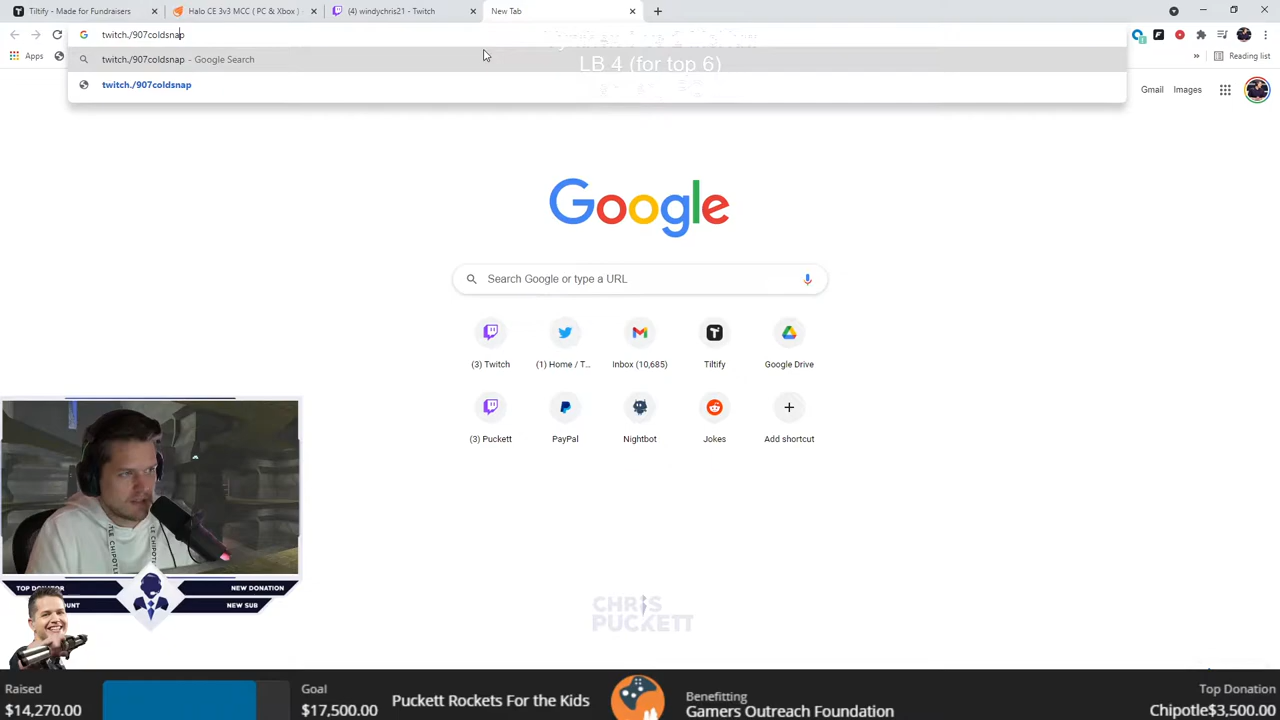 Tiltify - Made for Fundraisers
Halo CE 3v3 MCC ( PC & Xbox )
(4) windychris21 - Twitch
New Tab
twitch./907coldsnap
twitch./907coldsnap - Google Search
twitch./907coldsnap
LB 4 (for top 6)
Apps
Reading list
Gmail
Images
Google
Search Google or type a URL
(3) Twitch
(1) Home / T...
Inbox (10,685)
Tiltify
Google Drive
(3) Puckett
PayPal
Nightbot
Jokes
Add shortcut
LE CHIPOTLE
TOP DONATOR
NEW DONATION
NEW SUB
CHRIS
PUCKETT
Raised
$14,270.00
Goal
$17,500.00
Puckett Rockets For the Kids
Benefitting
Gamers Outreach Foundation
Top Donation
Chipotle$3,500.00